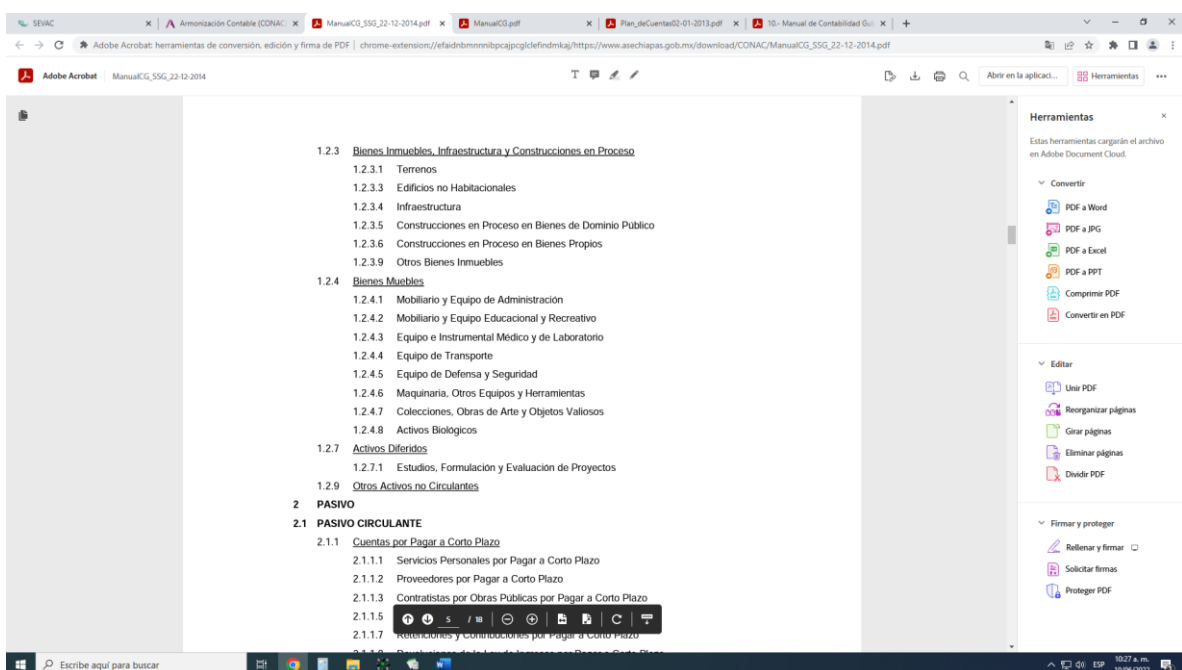 SEVAC
Armonización Contable (CONAC)
ManualCG_SSG_22-12-2014.pdf
ManualCG.pdf
Plan_deCuentas02-01-2013.pdf
10.- Manual de Contabilidad Gub
Adobe Acrobat: herramientas de conversión, edición y firma de PDF | chrome-extension://efaidnbmnnnibpcajpcglclefindmkaj/https://www.asechiapas.gob.mx/download/CONAC/ManualCG_SSG_22-12-2014.pdf
Adobe Acrobat ManualCG_SSG_22-12-2014
Abrir en la aplicaci... Herramientas
1.2.3 Bienes Inmuebles, Infraestructura y Construcciones en Proceso
1.2.3.1 Terrenos
1.2.3.3 Edificios no Habitacionales
1.2.3.4 Infraestructura
1.2.3.5 Construcciones en Proceso en Bienes de Dominio Público
1.2.3.6 Construcciones en Proceso en Bienes Propios
1.2.3.9 Otros Bienes Inmuebles
1.2.4 Bienes Muebles
1.2.4.1 Mobiliario y Equipo de Administración
1.2.4.2 Mobiliario y Equipo Educacional y Recreativo
1.2.4.3 Equipo e Instrumental Médico y de Laboratorio
1.2.4.4 Equipo de Transporte
1.2.4.5 Equipo de Defensa y Seguridad
1.2.4.6 Maquinaria, Otros Equipos y Herramientas
1.2.4.7 Colecciones, Obras de Arte y Objetos Valiosos
1.2.4.8 Activos Biológicos
1.2.7 Activos Diferidos
1.2.7.1 Estudios, Formulación y Evaluación de Proyectos
1.2.9 Otros Activos no Circulantes
2 PASIVO
2.1 PASIVO CIRCULANTE
2.1.1 Cuentas por Pagar a Corto Plazo
2.1.1.1 Servicios Personales por Pagar a Corto Plazo
2.1.1.2 Proveedores por Pagar a Corto Plazo
2.1.1.3 Contratistas por Obras Públicas por Pagar a Corto Plazo
2.1.1.5
5 / 18
2.1.1.7 Retenciones y Contribuciones por Pagar a Corto Plazo
Herramientas
Estas herramientas cargarán el archivo
en Adobe Document Cloud.
Convertir
PDF a Word
PDF a JPG
PDF a Excel
PDF a PPT
Comprimir PDF
Convertir en PDF
Editar
Unir PDF
Reorganizar páginas
Girar páginas
Eliminar páginas
Dividir PDF
Firmar y proteger
Rellenar y firmar
Solicitar firmas
Proteger PDF
Escribe aquí para buscar
ESP
10:27 a. m.